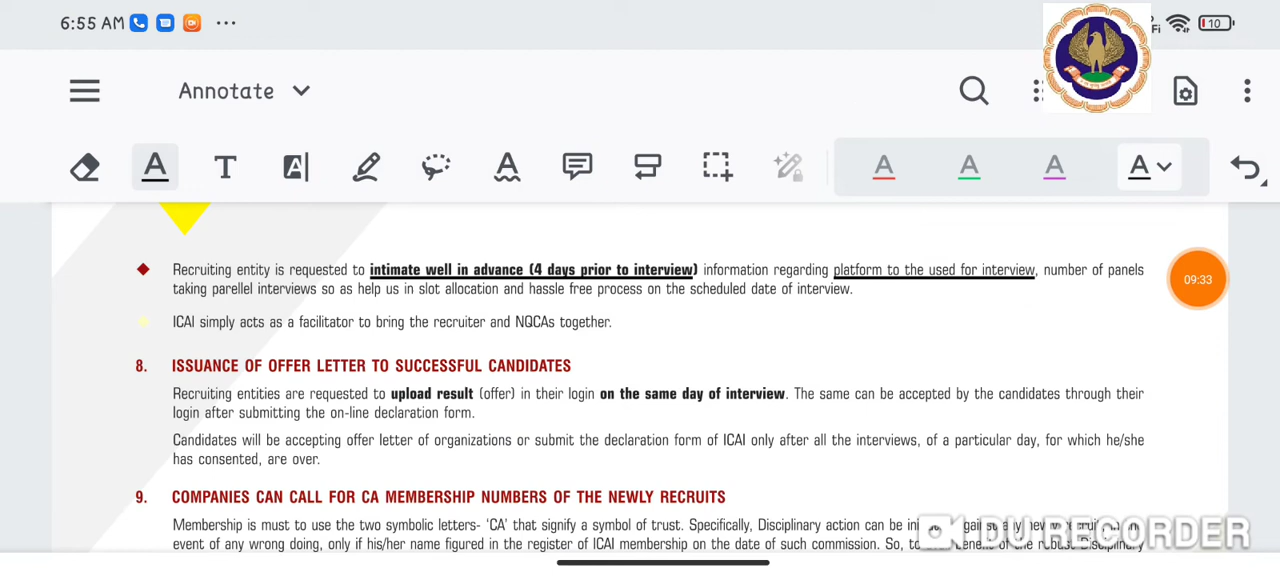 6:55 AM
10
Annotate
Recruiting entity is requested to intimate well in advance (4 days prior to interview) information regarding platform to the used for interview, number of panels
taking parellel interviews so as help us in slot allocation and hassle free process on the scheduled date of interview.
09:33
ICAI simply acts as a facilitator to bring the recruiter and NQCAs together.
8. ISSUANCE OF OFFER LETTER TO SUCCESSFUL CANDIDATES
Recruiting entities are requested to upload result (offer) in their login on the same day of interview. The same can be accepted by the candidates through their
login after submitting the on-line declaration form.
Candidates will be accepting offer letter of organizations or submit the declaration form of ICAI only after all the interviews, of a particular day, for which he/she
has consented, are over.
9. COMPANIES CAN CALL FOR CA MEMBERSHIP NUMBERS OF THE NEWLY RECRUITS
Membership is must to use the two symbolic letters- 'CA' that signify a symbol of trust. Specifically, Disciplinary action can be
event of any wrong doing, only if his/her name figured in the register of ICAI membership on the date of such commission. So, robust Disciplinary
DU RECORDER